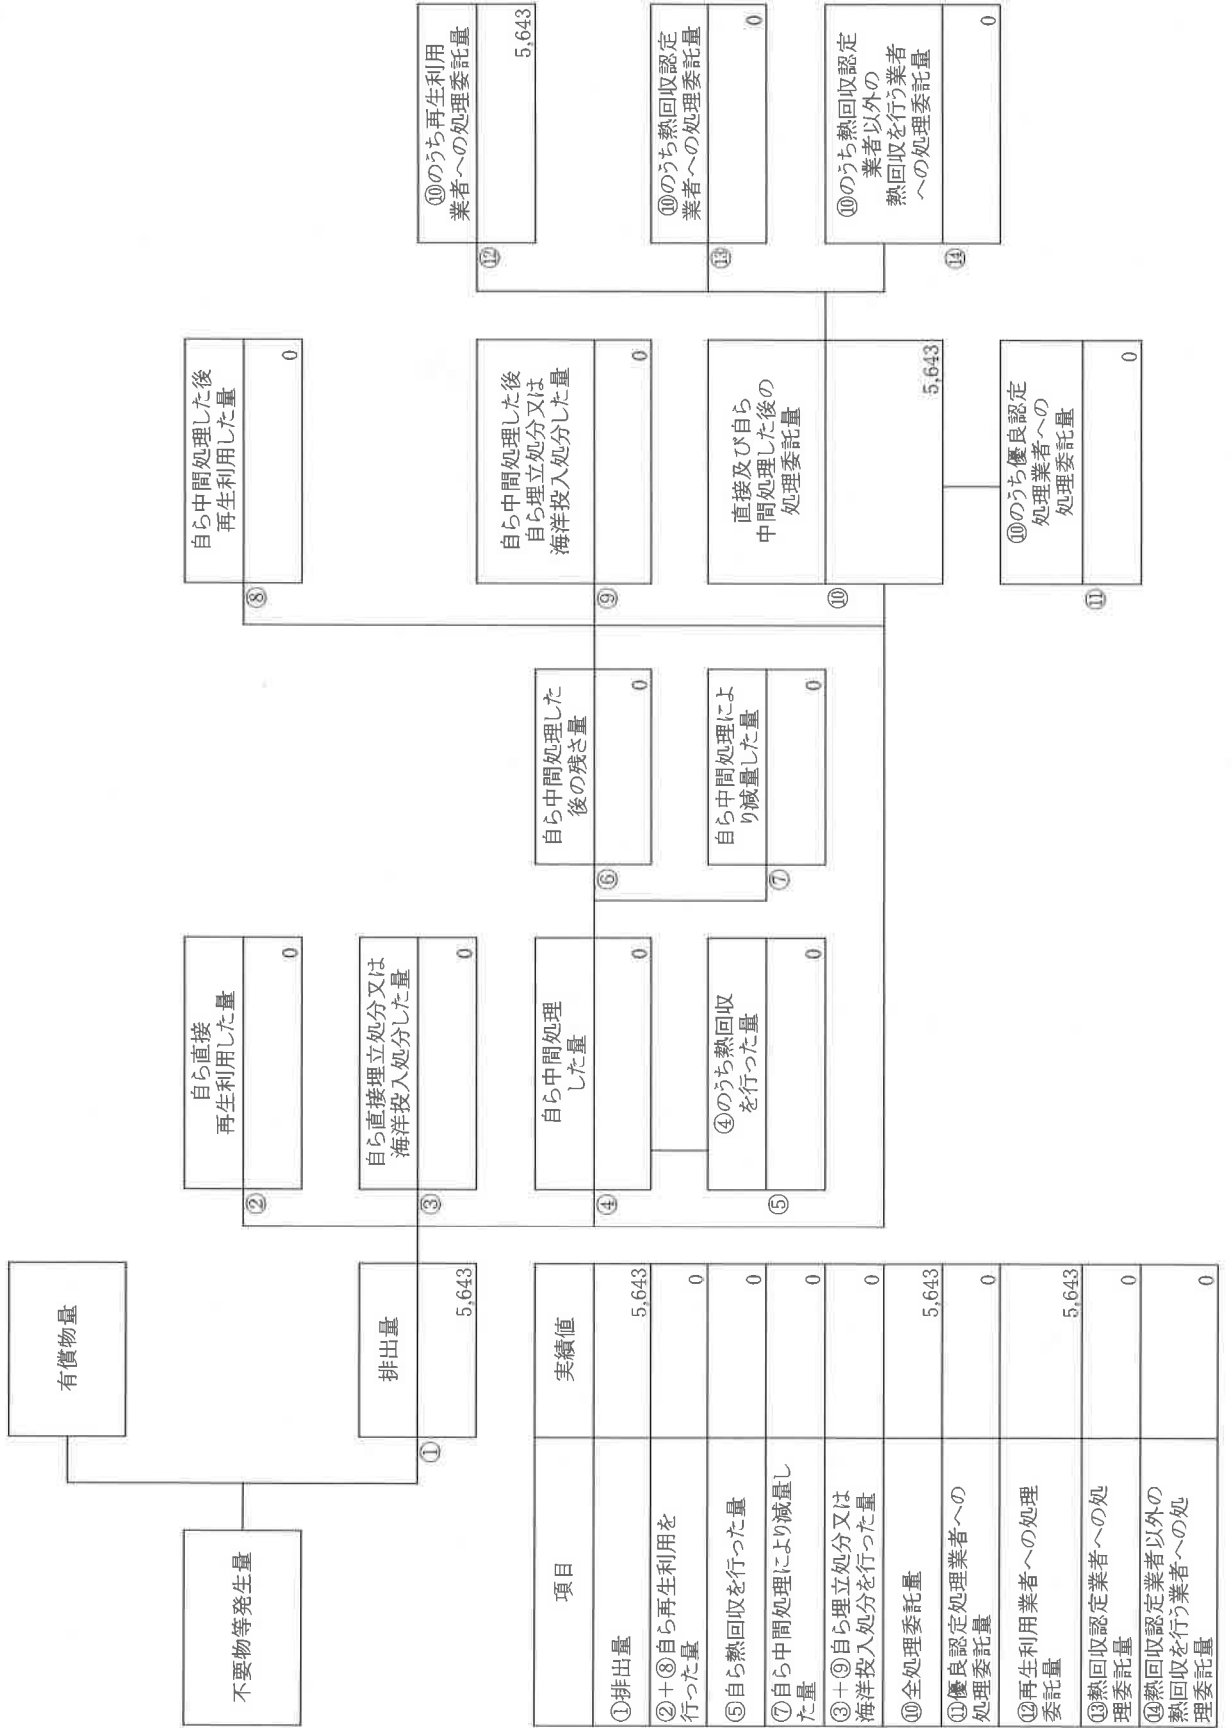 不要物等発生量
有償物量
①
排出量
5,643
②
自ら直接
再生利用した量
0
③
自ら直接埋立処分又は
海洋投入処分した量
0
④
自ら中間処理
した量
0
⑤
④のうち熱回収
を行った量
0
⑥
自ら中間処理した
後の残さ量
0
⑦
自ら中間処理によ
り減量した量
0
⑧
自ら中間処理した後
再生利用した量
0
⑨
自ら中間処理した後
自ら埋立処分又は
海洋投入処分した量
0
⑩
直接及び自ら
中間処理した後の
処理委託量
5,643
⑪
⑩のうち優良認定
処理業者への
処理委託量
0
⑫
⑩のうち再生利用
業者への処理委託量
5,643
⑬
⑩のうち熱回収認定
業者への処理委託量
0
⑭
⑩のうち熱回収認定
業者以外の
熱回収を行う業者
への処理委託量
0
項目 実績値
①排出量 5,643
②+⑧自ら再生利用を
行った量 0
⑤自ら熱回収を行った量 0
⑦自ら中間処理により減量し
た量 0
③+⑨自ら埋立処分又は
海洋投入処分を行った量 0
⑩全処理委託量 5,643
⑪優良認定処理業者への
処理委託量 0
⑫再生利用業者への処理
委託量 5,643
⑬熱回収認定業者への処
理委託量 0
⑭熱回収認定業者以外の
熱回収を行う業者への処
理委託量 0